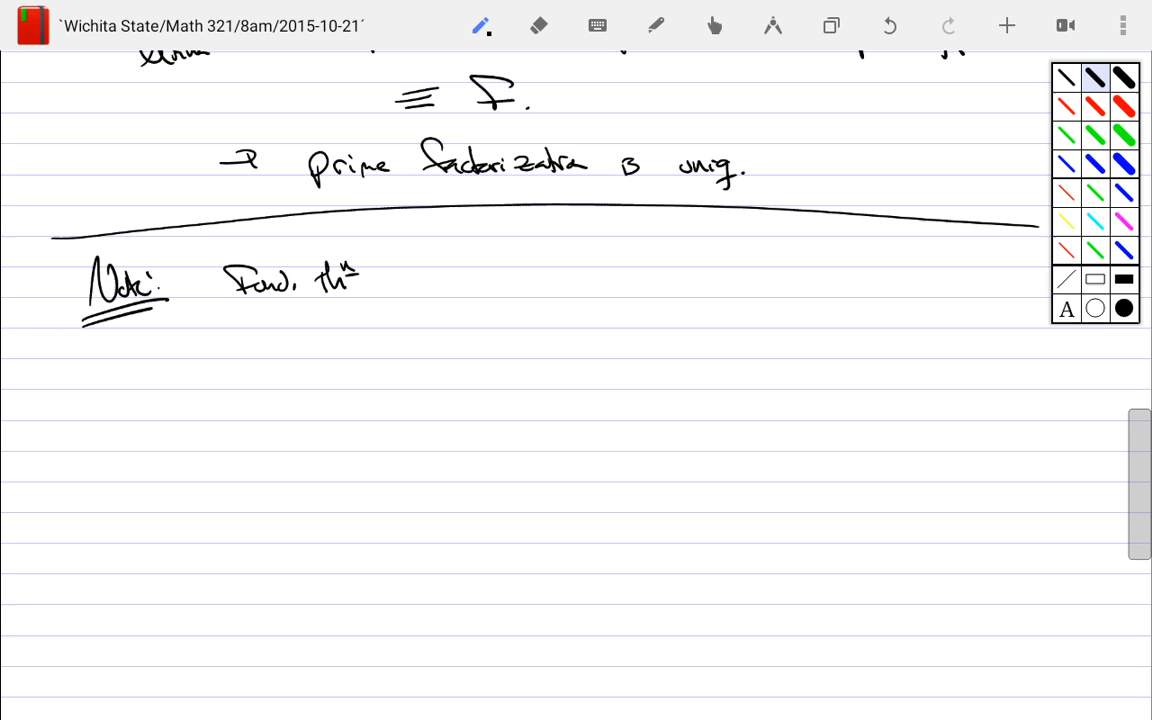 `Wichita State/Math 321/8am/2015-10-21´
≡ F.
→ prime factorization is uniq.
Note: Fund. thm
A